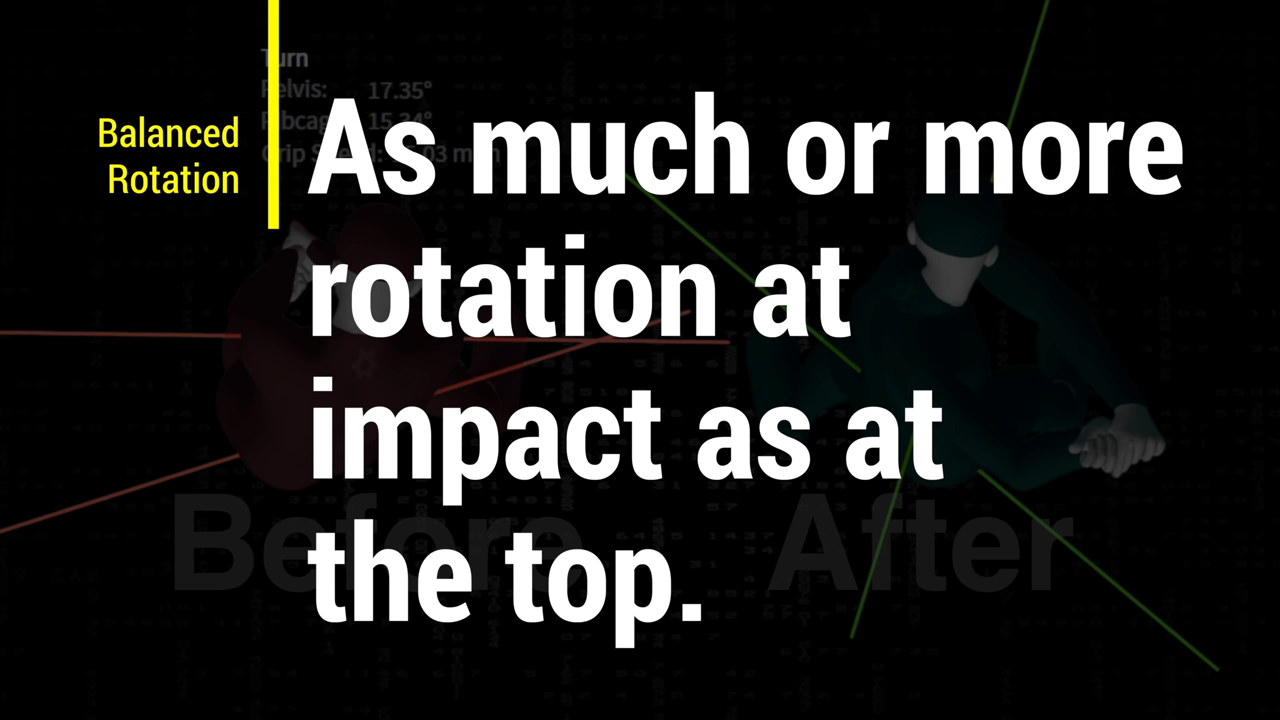 Balanced
Rotation
As much or more
rotation at
impact as at
the top.
Turn
Pelvis: 17.35°
Before
After